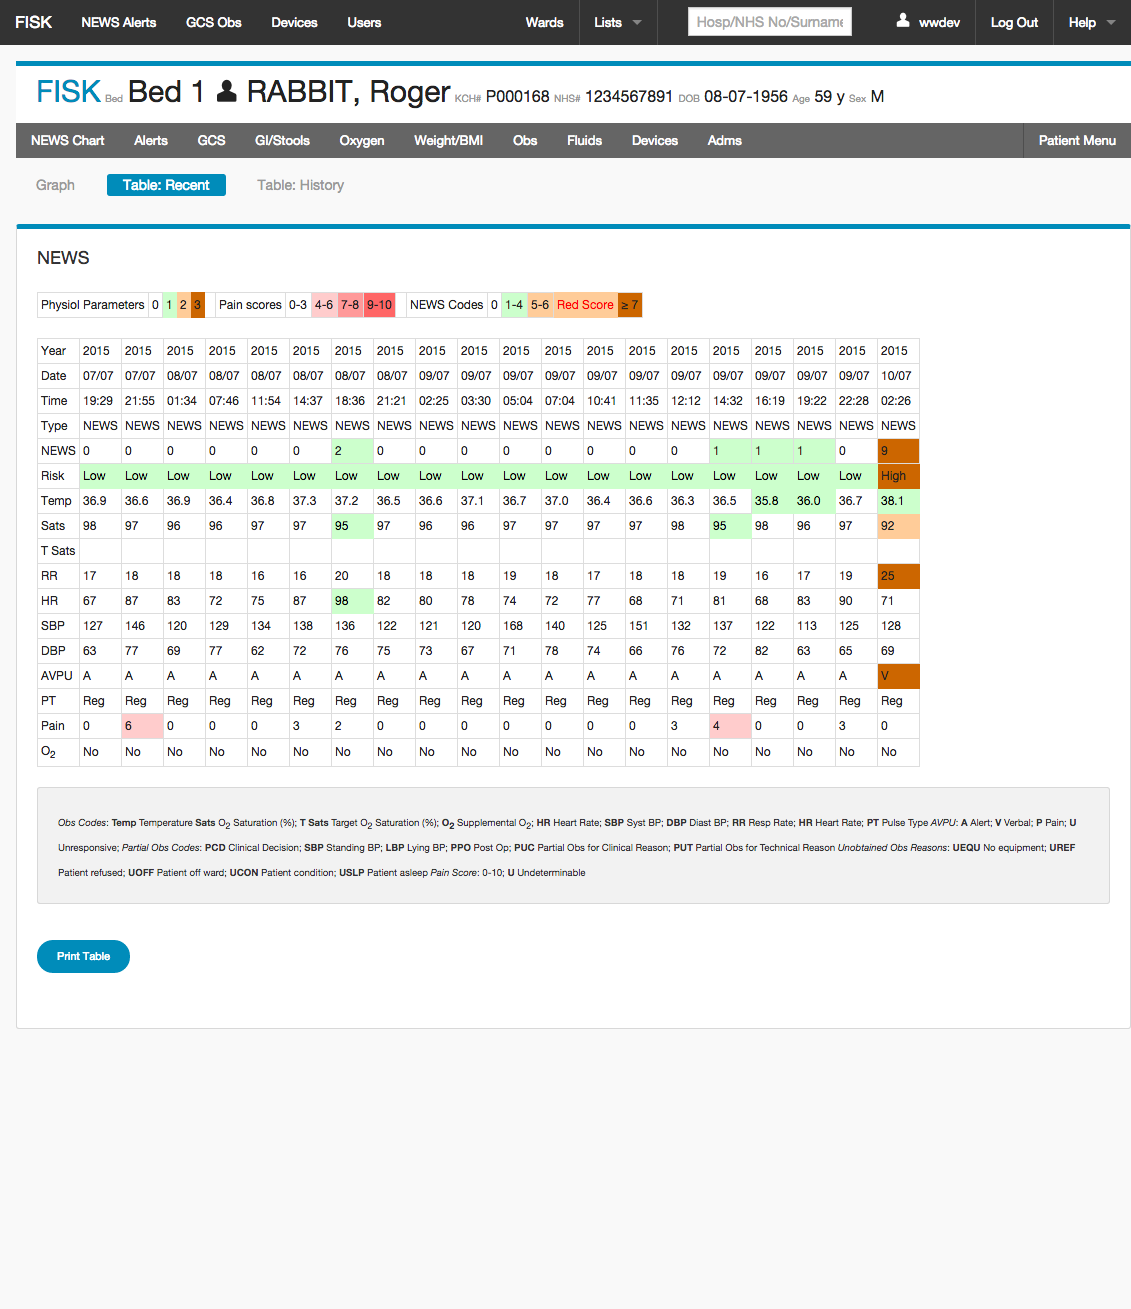 FISK NEWS Alerts GCS Obs Devices Users Wards Lists Hosp/NHS No/Surname wwdev Log Out Help
FISK Bed Bed 1 RABBIT, Roger KCH# P000168 NHS# 1234567891 DOB 08-07-1956 Age 59 y Sex M
NEWS Chart Alerts GCS GI/Stools Oxygen Weight/BMI Obs Fluids Devices Adms Patient Menu
Graph Table: Recent Table: History
NEWS
Physiol Parameters 0 1 2 3 Pain scores 0-3 4-6 7-8 9-10 NEWS Codes 0 1-4 5-6 Red Score ≥ 7
Year 2015 2015 2015 2015 2015 2015 2015 2015 2015 2015 2015 2015 2015 2015 2015 2015 2015 2015 2015 2015
Date 07/07 07/07 08/07 08/07 08/07 08/07 08/07 08/07 09/07 09/07 09/07 09/07 09/07 09/07 09/07 09/07 09/07 09/07 09/07 10/07
Time 19:29 21:55 01:34 07:46 11:54 14:37 18:36 21:21 02:25 03:30 05:04 07:04 10:41 11:35 12:12 14:32 16:19 19:22 22:28 02:26
Type NEWS NEWS NEWS NEWS NEWS NEWS NEWS NEWS NEWS NEWS NEWS NEWS NEWS NEWS NEWS NEWS NEWS NEWS NEWS NEWS
NEWS 0 0 0 0 0 0 2 0 0 0 0 0 0 0 0 1 1 1 0 9
Risk Low Low Low Low Low Low Low Low Low Low Low Low Low Low Low Low Low Low Low High
Temp 36.9 36.6 36.9 36.4 36.8 37.3 37.2 36.5 36.6 37.1 36.7 37.0 36.4 36.6 36.3 36.5 35.8 36.0 36.7 38.1
Sats 98 97 96 96 97 97 95 97 96 96 97 97 97 97 98 95 98 96 97 92
T Sats
RR 17 18 18 18 16 16 20 18 18 18 19 18 17 18 18 19 16 17 19 25
HR 67 87 83 72 75 87 98 82 80 78 74 72 77 68 71 81 68 83 90 71
SBP 127 146 120 129 134 138 136 122 121 120 168 140 125 151 132 137 122 113 125 128
DBP 63 77 69 77 62 72 76 75 73 67 71 78 74 66 76 72 82 63 65 69
AVPU A A A A A A A A A A A A A A A A A A A V
PT Reg Reg Reg Reg Reg Reg Reg Reg Reg Reg Reg Reg Reg Reg Reg Reg Reg Reg Reg Reg
Pain 0 6 0 0 0 3 2 0 0 0 0 0 0 0 3 4 0 0 3 0
O2 No No No No No No No No No No No No No No No No No No No No
Obs Codes: Temp Temperature Sats O2 Saturation (%); T Sats Target O2 Saturation (%); O2 Supplemental O2; HR Heart Rate; SBP Syst BP; DBP Diast BP; RR Resp Rate; HR Heart Rate; PT Pulse Type AVPU: A Alert; V Verbal; P Pain; U
Unresponsive; Partial Obs Codes: PCD Clinical Decision; SBP Standing BP; LBP Lying BP; PPO Post Op; PUC Partial Obs for Clinical Reason; PUT Partial Obs for Technical Reason Unobtained Obs Reasons: UEQU No equipment; UREF
Patient refused; UOFF Patient off ward; UCON Patient condition; USLP Patient asleep Pain Score: 0-10; U Undeterminable
Print Table